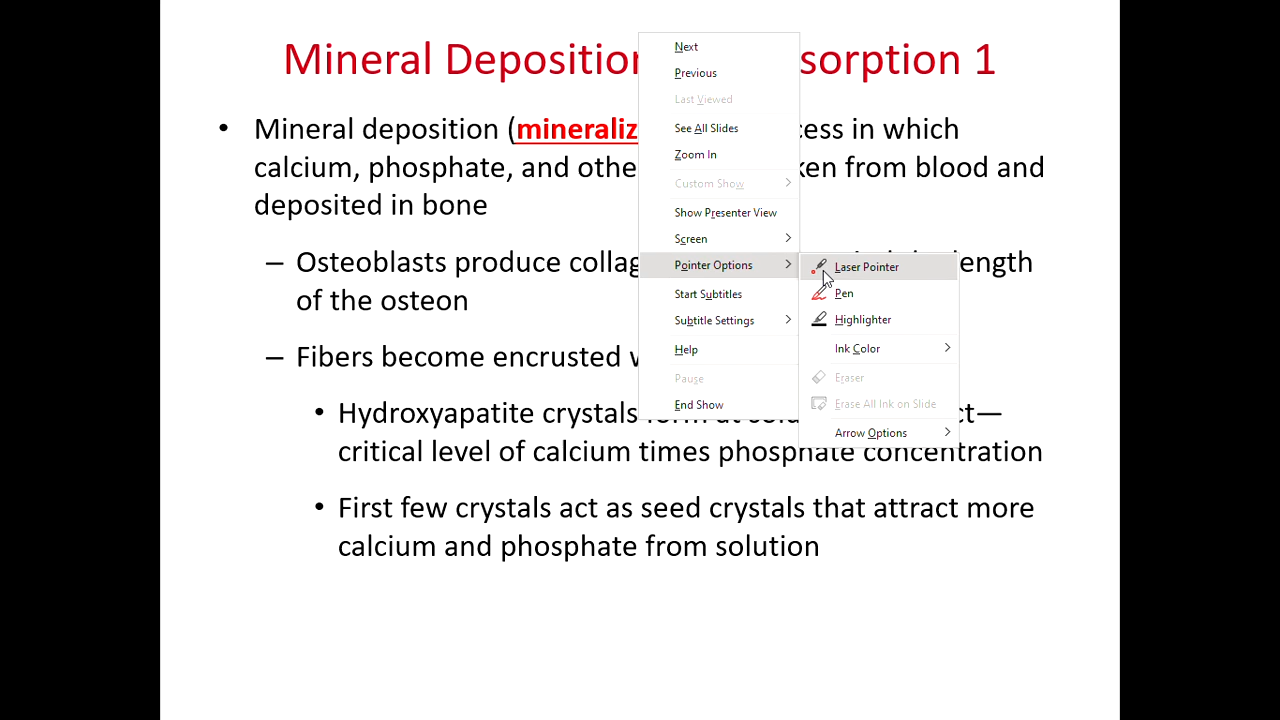 Mineral Deposition sorption 1
• Mineral deposition (mineraliz cess in which
calcium, phosphate, and othe ken from blood and
deposited in bone
– Osteoblasts produce collag length
of the osteon
– Fibers become encrusted
• Hydroxyapatite crystals form at ct—
critical level of calcium times phosphate concentration
• First few crystals act as seed crystals that attract more
calcium and phosphate from solution
Next
Previous
Last Viewed
See All Slides
Zoom In
Custom Show
Show Presenter View
Screen
Pointer Options
Start Subtitles
Subtitle Settings
Help
Pause
End Show
Laser Pointer
Pen
Highlighter
Ink Color
Eraser
Erase All Ink on Slide
Arrow Options